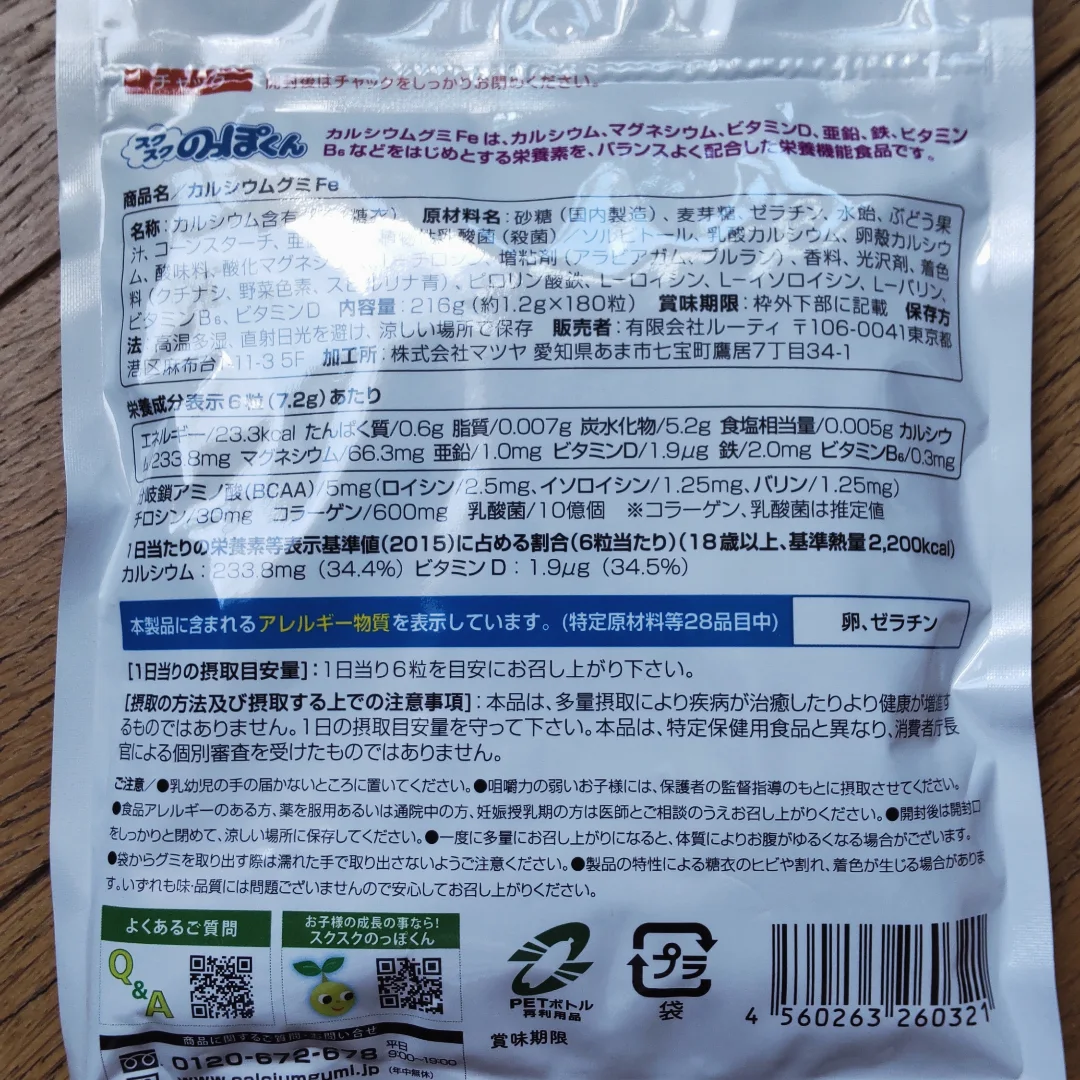 チャック 開封後はチャックをしっかりお閉めください。
スクスクのっぽくん
カルシウムグミFeは、カルシウム、マグネシウム、ビタミンD、亜鉛、鉄、ビタミン
B₆などをはじめとする栄養素を、バランスよく配合した栄養機能食品です。
商品名／カルシウムグミFe
名称：カルシウム含有 糖衣） 原材料名：砂糖（国内製造）、麦芽糖、ゼラチン、水飴、ぶどう果
汁、コーンスターチ、亜 性乳酸菌（殺菌）／ソルビトール、乳酸カルシウム、卵殻カルシウ
ム、酸味料、酸化マグネシ L-チロシン、増粘剤（アラビアガム、プルラン）、香料、光沢剤、着色
料（クチナシ、野菜色素、スピルリナ青）、ピロリン酸鉄、L-ロイシン、L-イソロイシン、L-バリン、
ビタミンB₆、ビタミンD 内容量：216g（約1.2g×180粒） 賞味期限：枠外下部に記載 保存方
法：高温多湿、直射日光を避け、涼しい場所で保存 販売者：有限会社ルーティ 〒106-0041東京都
港区麻布台1-11-3 5F 加工所：株式会社マツヤ 愛知県あま市七宝町鷹居7丁目34-1
栄養成分表示6粒（7.2g）あたり
エネルギー/23.3kcal たんぱく質/0.6g 脂質/0.007g 炭水化物/5.2g 食塩相当量/0.005g カルシウ
ム/233.8mg マグネシウム/66.3mg 亜鉛/1.0mg ビタミンD/1.9μg 鉄/2.0mg ビタミンB₆/0.3mg
分岐鎖アミノ酸（BCAA）/5mg（ロイシン/2.5mg、イソロイシン/1.25mg、バリン/1.25mg）
チロシン/30mg コラーゲン/600mg 乳酸菌/10億個 ※コラーゲン、乳酸菌は推定値
1日当たりの栄養素等表示基準値（2015）に占める割合（6粒当たり）（18歳以上、基準熱量2,200kcal）
カルシウム：233.8mg（34.4%）ビタミンD：1.9μg（34.5%）
本製品に含まれるアレルギー物質を表示しています。（特定原材料等28品目中） 卵、ゼラチン
[1日当りの摂取目安量]：1日当り6粒を目安にお召し上がり下さい。
[摂取の方法及び摂取する上での注意事項]：本品は、多量摂取により疾病が治癒したりより健康が増進す
るものではありません。1日の摂取目安量を守って下さい。本品は、特定保健用食品と異なり、消費者庁長
官による個別審査を受けたものではありません。
ご注意／●乳幼児の手の届かないところに置いてください。●咀嚼力の弱いお子様には、保護者の監督指導のもとに摂取させてください。
●食品アレルギーのある方、薬を服用あるいは通院中の方、妊娠授乳期の方は医師とご相談のうえお召し上がりください。●開封後は開封口
をしっかりと閉めて、涼しい場所に保存してください。●一度に多量にお召し上がりになると、体質によりお腹がゆるくなる場合がございます。
●袋からグミを取り出す際は濡れた手で取り出さないようご注意ください。●製品の特性による糖衣のヒビや割れ、着色が生じる場合がありま
す。いずれも味・品質には問題ございませんので安心してお召し上がりください。
よくあるご質問
Q&A
お子様の成長の事なら！
スクスクのっぽくん
PETボトル
再利用品
プラ
袋
賞味期限
4 560263 260321
商品に関するご質問・お問い合せ
0120-672-678 平日 9:00~19:00
www.calciumgumi.jp （年中無休）